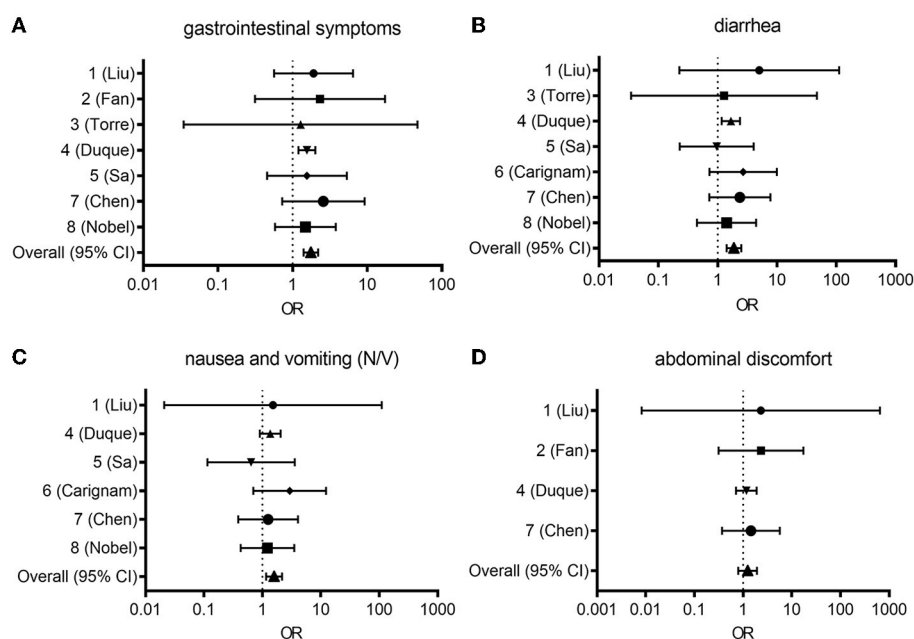 A
gastrointestinal symptoms
1 (Liu)
2 (Fan)
3 (Torre)
4 (Duque)
5 (Sa)
7 (Chen)
8 (Nobel)
Overall (95% CI)
0.01 0.1 1 10 100
OR
B
diarrhea
1 (Liu)
3 (Torre)
4 (Duque)
5 (Sa)
6 (Carignam)
7 (Chen)
8 (Nobel)
Overall (95% CI)
0.01 0.1 1 10 100 1000
OR
C
nausea and vomiting (N/V)
1 (Liu)
4 (Duque)
5 (Sa)
6 (Carignam)
7 (Chen)
8 (Nobel)
Overall (95% CI)
0.01 0.1 1 10 100 1000
OR
D
abdominal discomfort
1 (Liu)
2 (Fan)
4 (Duque)
7 (Chen)
Overall (95% CI)
0.001 0.01 0.1 1 10 100 1000
OR